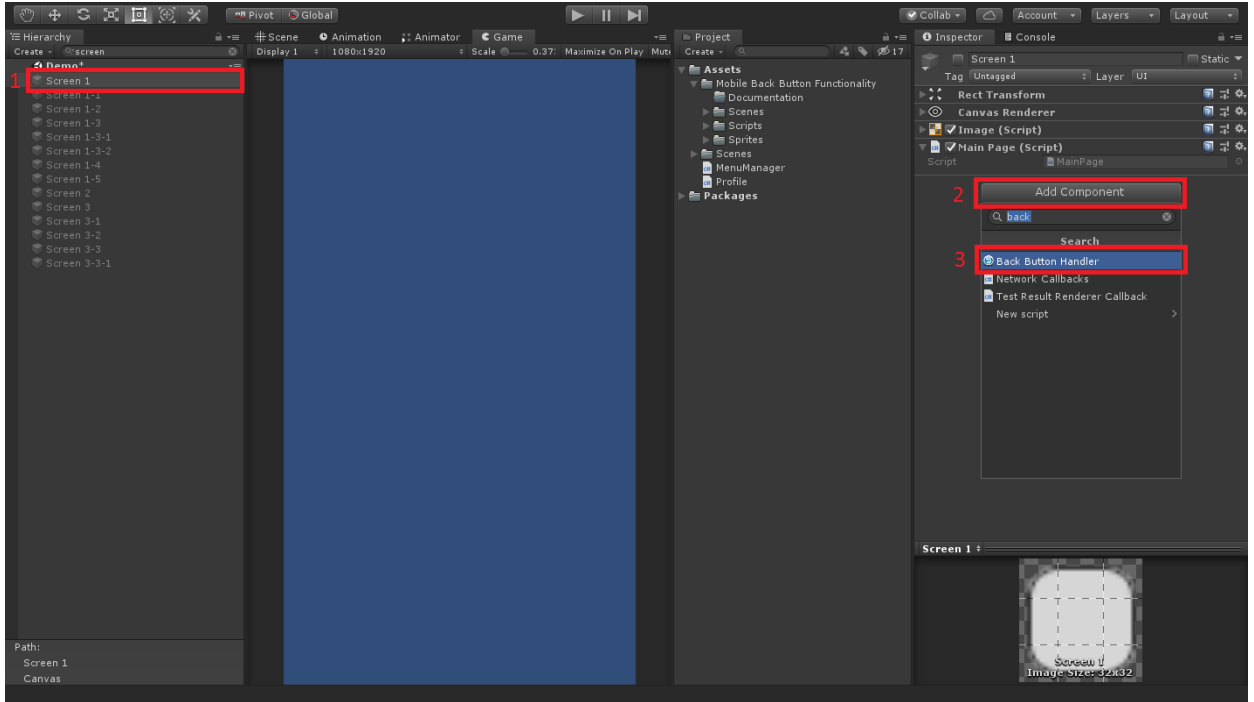 Pivot Global
Collab Account Layers Layout
Hierarchy
Create screen
Demo*
1
Screen 1
Screen 1-1
Screen 1-2
Screen 1-3
Screen 1-3-1
Screen 1-3-2
Screen 1-4
Screen 1-5
Screen 2
Screen 3
Screen 3-1
Screen 3-2
Screen 3-3
Screen 3-3-1
Path:
Screen 1
Canvas
Scene Animation Animator Game
Display 1 1080x1920 Scale 0.37: Maximize On Play Mute
Project
Create 17
Assets
Mobile Back Button Functionality
Documentation
Scenes
Scripts
Sprites
Scenes
MenuManager
Profile
Packages
Inspector Console
Screen 1 Static
Tag Untagged Layer UI
Rect Transform
Canvas Renderer
Image (Script)
Main Page (Script)
Script MainPage
2
Add Component
back
Search
3
Back Button Handler
Network Callbacks
Test Result Renderer Callback
New script
Screen 1
Screen 1
Image Size: 32x32